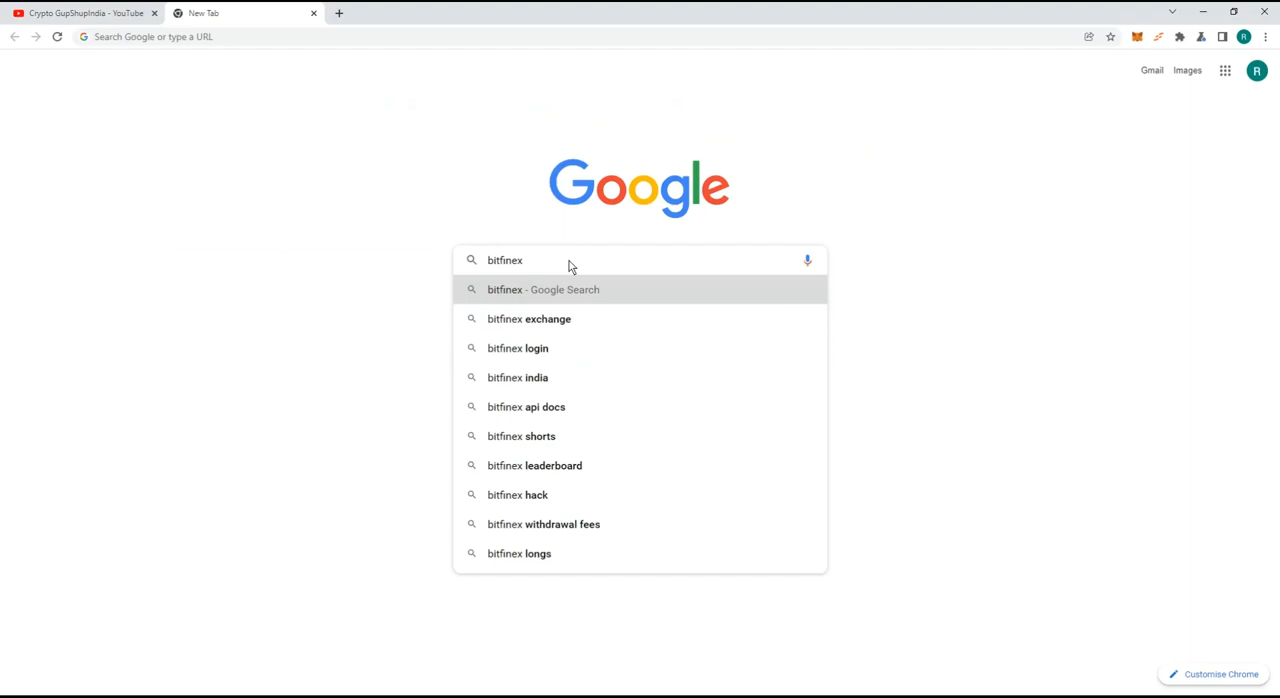 Crypto GupShupIndia - YouTube
New Tab
Search Google or type a URL
R
Gmail
Images
R
Google
bitfinex
bitfinex - Google Search
bitfinex exchange
bitfinex login
bitfinex india
bitfinex api docs
bitfinex shorts
bitfinex leaderboard
bitfinex hack
bitfinex withdrawal fees
bitfinex longs
Customise Chrome